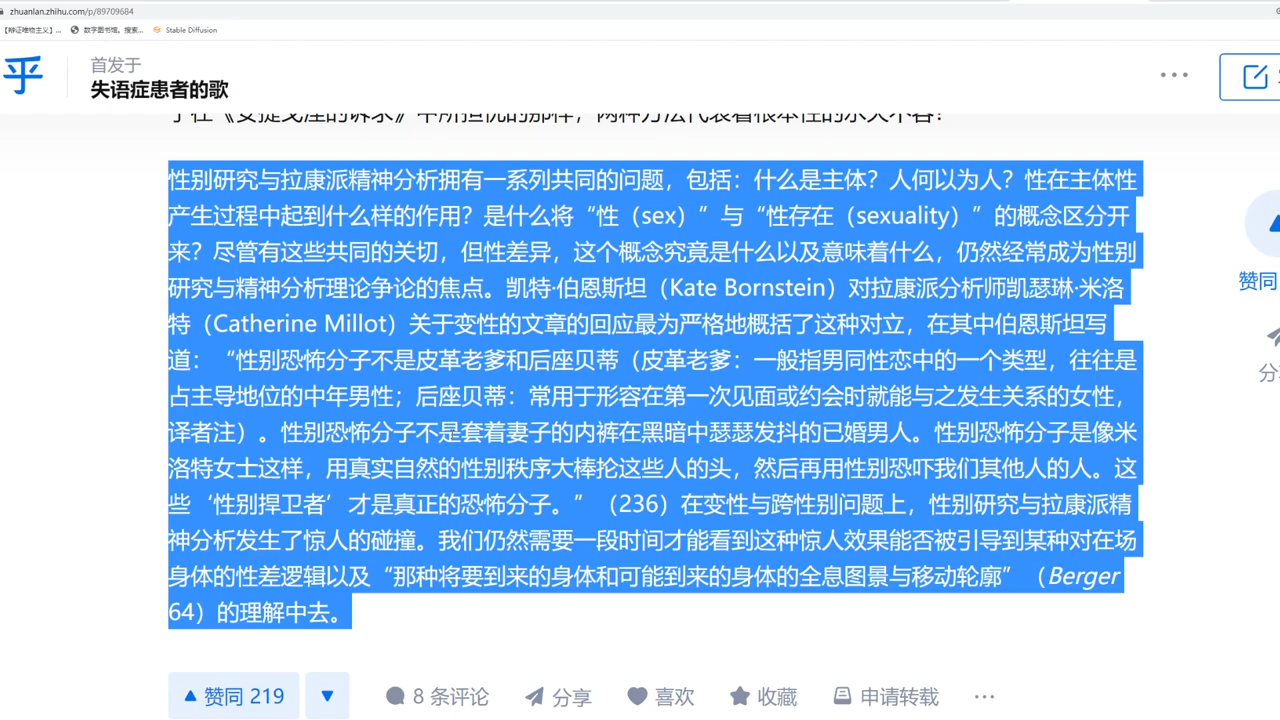 zhuanlan.zhihu.com/p/89709684
【辩证唯物主义】... 数字图书馆。搜索... Stable Diffusion
乎 首发于
失语症患者的歌
性别研究与拉康派精神分析拥有一系列共同的问题，包括：什么是主体？人何以为人？性在主体性
产生过程中起到什么样的作用？是什么将“性（sex）”与“性存在（sexuality）”的概念区分开
来？尽管有这些共同的关切，但性差异，这个概念究竟是什么以及意味着什么，仍然经常成为性别
研究与精神分析理论争论的焦点。凯特·伯恩斯坦（Kate Bornstein）对拉康派分析师凯瑟琳·米洛
特（Catherine Millot）关于变性的文章的回应最为严格地概括了这种对立，在其中伯恩斯坦写
道：“性别恐怖分子不是皮革老爹和后座贝蒂（皮革老爹：一般指男同性恋中的一个类型，往往是
占主导地位的中年男性；后座贝蒂：常用于形容在第一次见面或约会时就能与之发生关系的女性，
译者注）。性别恐怖分子不是套着妻子的内裤在黑暗中瑟瑟发抖的已婚男人。性别恐怖分子是像米
洛特女士这样，用真实自然的性别秩序大棒抡这些人的头，然后再用性别恐吓我们其他人的人。这
些‘性别捍卫者’才是真正的恐怖分子。”（236）在变性与跨性别问题上，性别研究与拉康派精
神分析发生了惊人的碰撞。我们仍然需要一段时间才能看到这种惊人效果能否被引导到某种对在场
身体的性差逻辑以及“那种将要到来的身体和可能到来的身体的全息图景与移动轮廓”（Berger
64）的理解中去。
赞同
分
赞同 219 8 条评论 分享 喜欢 收藏 申请转载